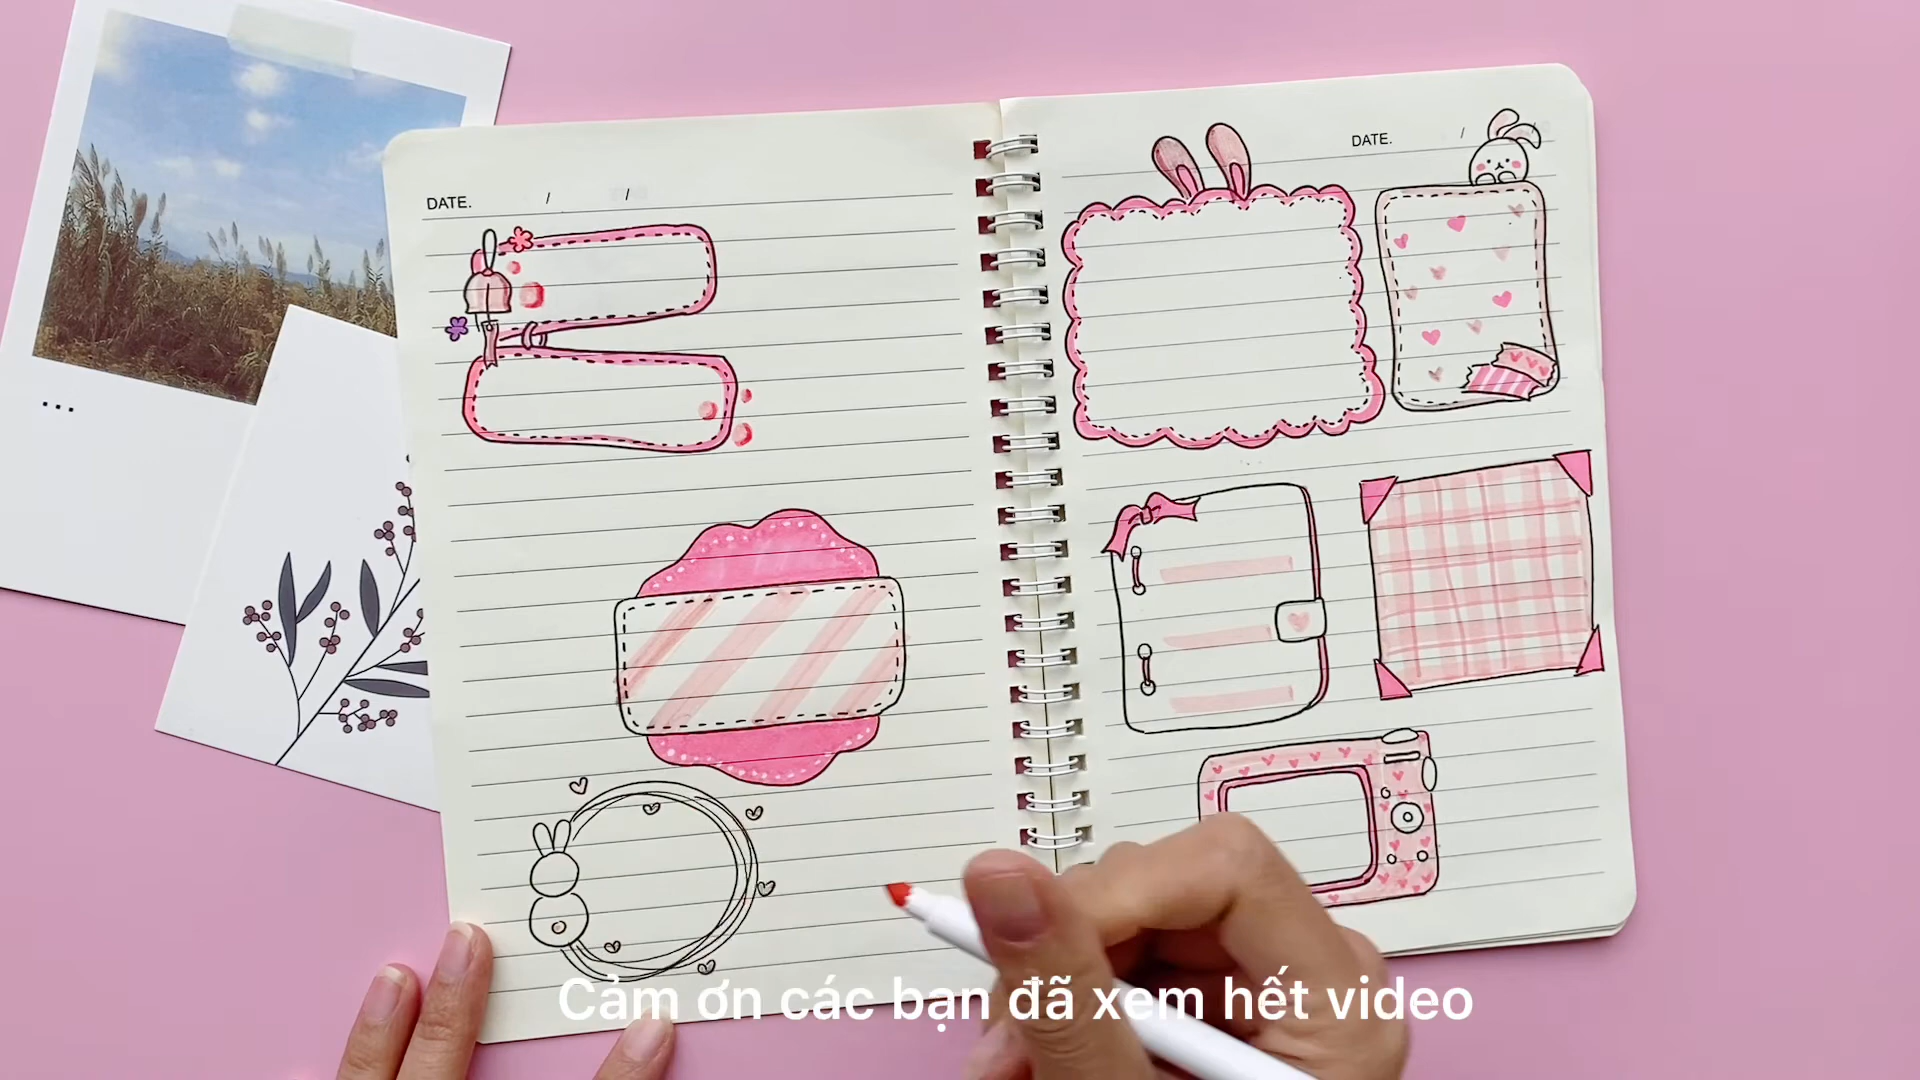 DATE. / /
DATE. /
...
Cảm ơn các bạn đã xem hết video